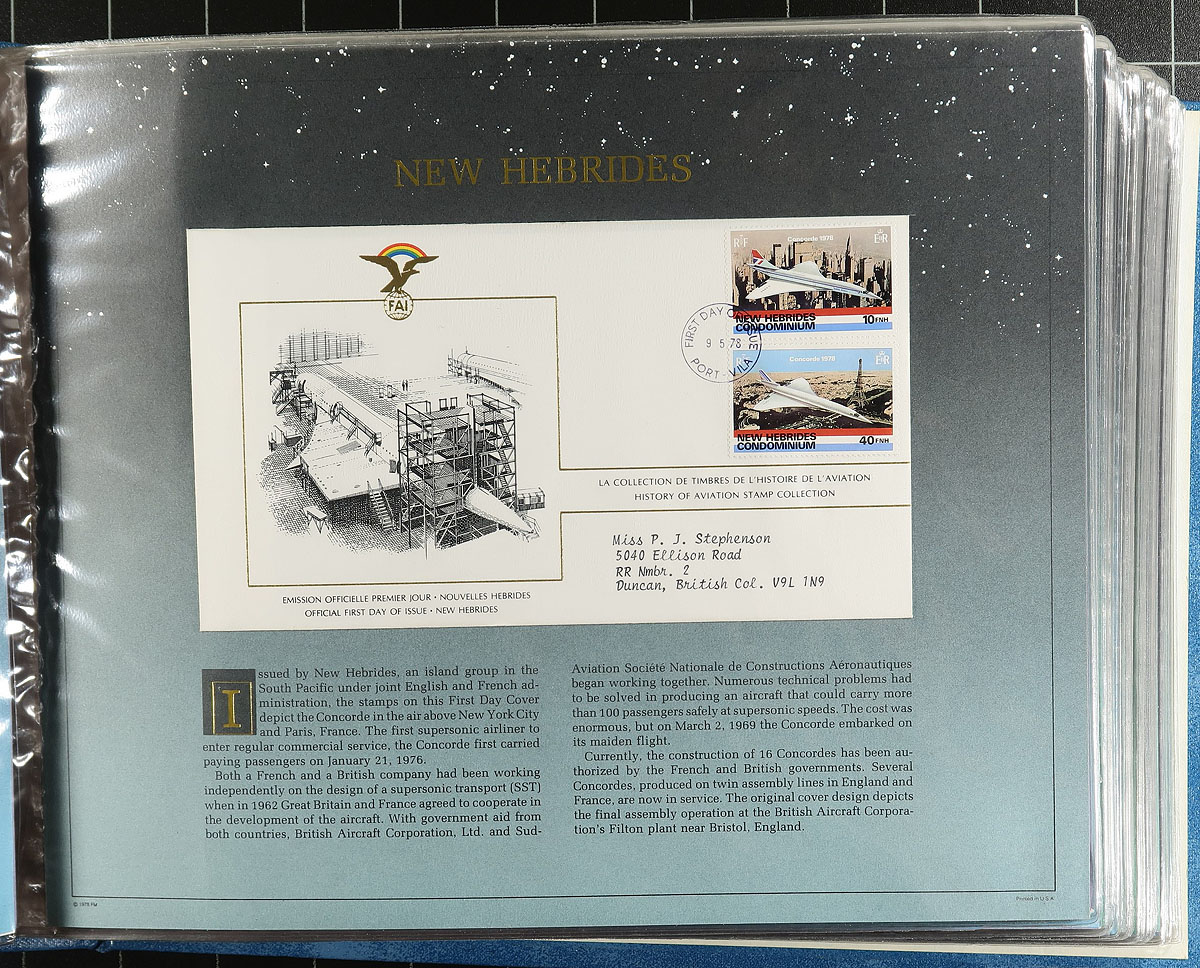 NEW HEBRIDES
FAI
RF
Concorde 1978
EIIR
NEW HEBRIDES
CONDOMINIUM
10 FNH
FIRST DAY OF ISSUE
9 5 78
PORT-VILA
RF
Concorde 1978
EIIR
NEW HEBRIDES
CONDOMINIUM
40 FNH
LA COLLECTION DE TIMBRES DE L'HISTOIRE DE L'AVIATION
HISTORY OF AVIATION STAMP COLLECTION
Miss P. J. Stephenson
5040 Ellison Road
RR Nmbr. 2
Duncan, British Col. V9L 1N9
EMISSION OFFICIELLE PREMIER JOUR • NOUVELLES HEBRIDES
OFFICIAL FIRST DAY OF ISSUE • NEW HEBRIDES
Issued by New Hebrides, an island group in the
South Pacific under joint English and French ad-
ministration, the stamps on this First Day Cover
depict the Concorde in the air above New York City
and Paris, France. The first supersonic airliner to
enter regular commercial service, the Concorde first carried
paying passengers on January 21, 1976.
Both a French and a British company had been working
independently on the design of a supersonic transport (SST)
when in 1962 Great Britain and France agreed to cooperate in
the development of the aircraft. With government aid from
both countries, British Aircraft Corporation, Ltd. and Sud-
Aviation Société Nationale de Constructions Aéronautiques
began working together. Numerous technical problems had
to be solved in producing an aircraft that could carry more
than 100 passengers safely at supersonic speeds. The cost was
enormous, but on March 2, 1969 the Concorde embarked on
its maiden flight.
Currently, the construction of 16 Concordes has been au-
thorized by the French and British governments. Several
Concordes, produced on twin assembly lines in England and
France, are now in service. The original cover design depicts
the final assembly operation at the British Aircraft Corpora-
tion's Filton plant near Bristol, England.
© 1978 FM
Printed in U.S.A.